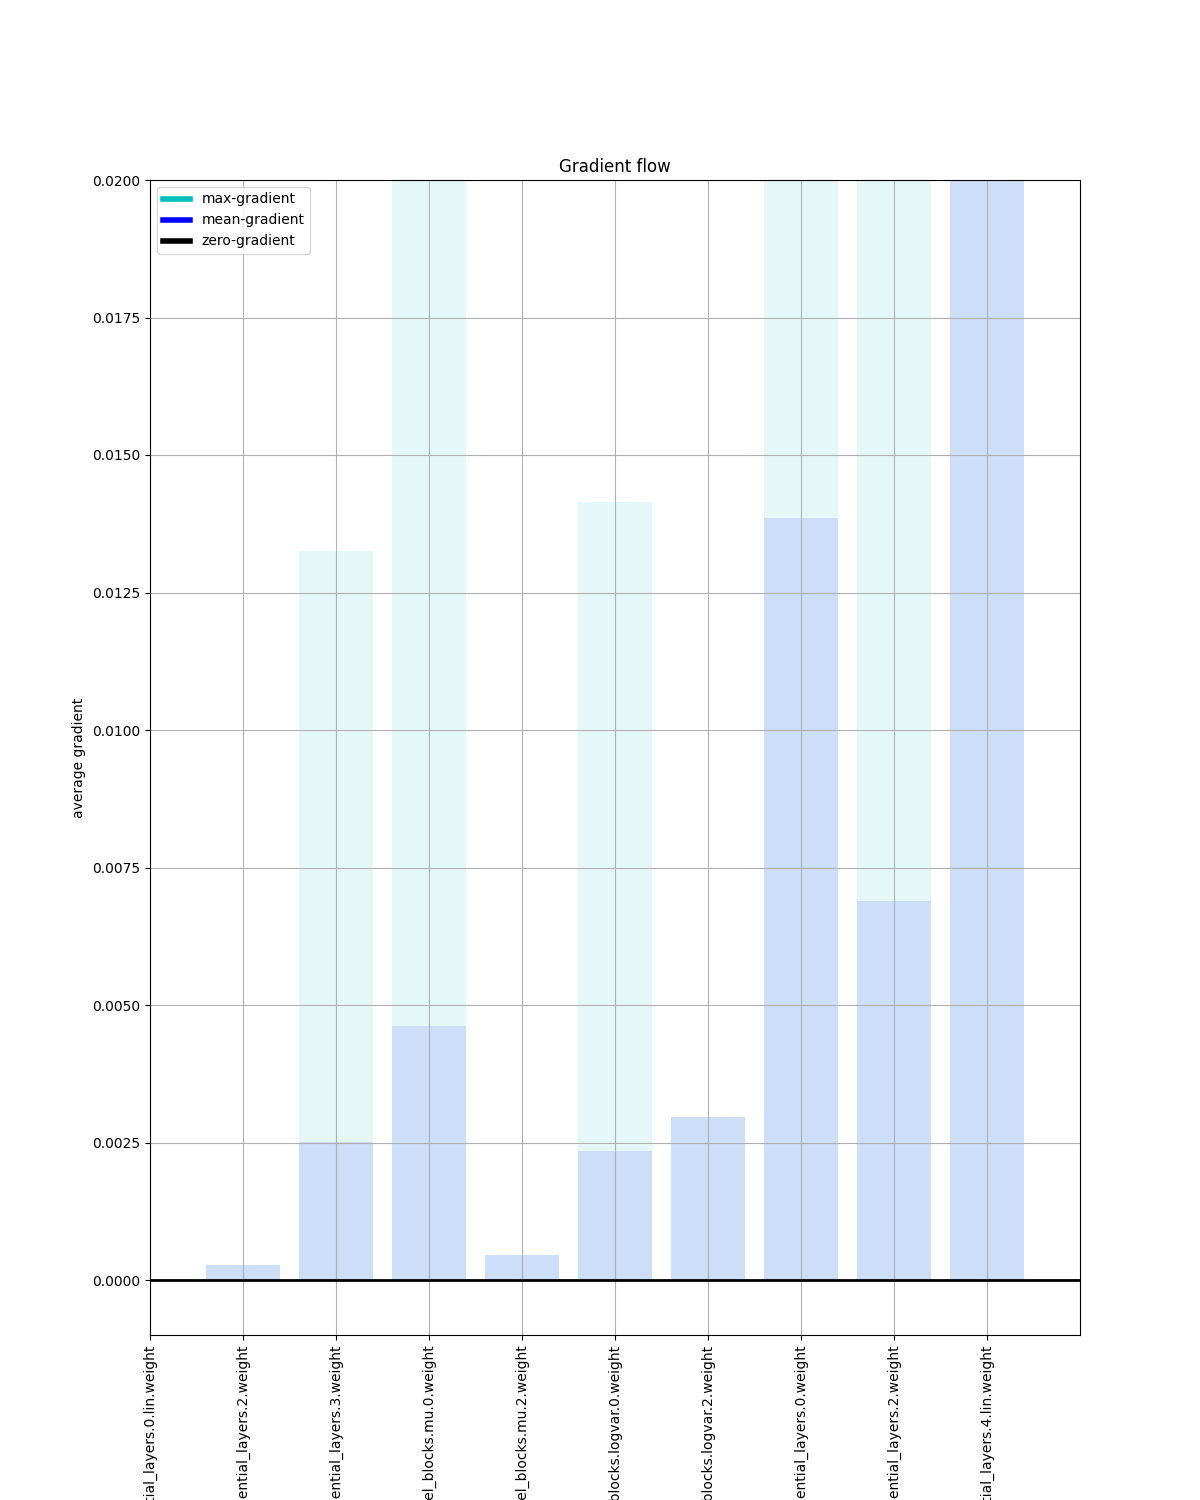 Gradient flow
max-gradient
mean-gradient
zero-gradient
0.0200
0.0175
0.0150
0.0125
0.0100
0.0075
0.0050
0.0025
0.0000
average gradient
tial_layers.0.lin.weight
ential_layers.2.weight
ential_layers.3.weight
el_blocks.mu.0.weight
el_blocks.mu.2.weight
blocks.logvar.0.weight
blocks.logvar.2.weight
ential_layers.0.weight
ential_layers.2.weight
tial_layers.4.lin.weight